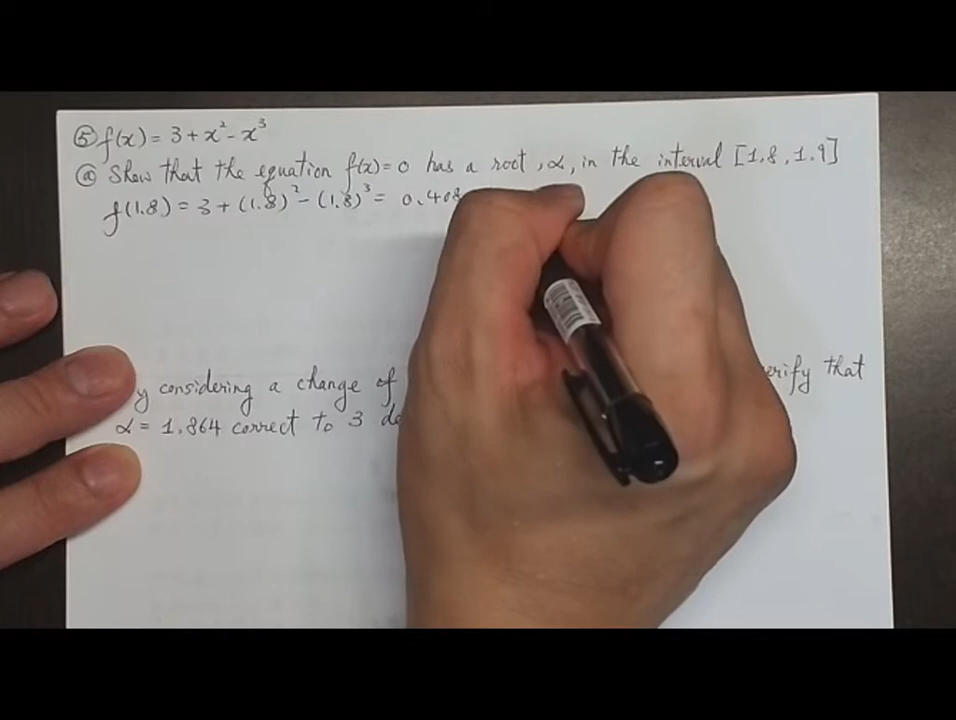 ⑤ f(x) = 3 + x² - x³
ⓐ Show that the equation f(x) = 0 has a root, α, in the interval [1.8, 1.9]
f(1.8) = 3 + (1.8)² - (1.8)³ = 0.408
y considering a change of
erify that
α = 1.864 correct to 3 de